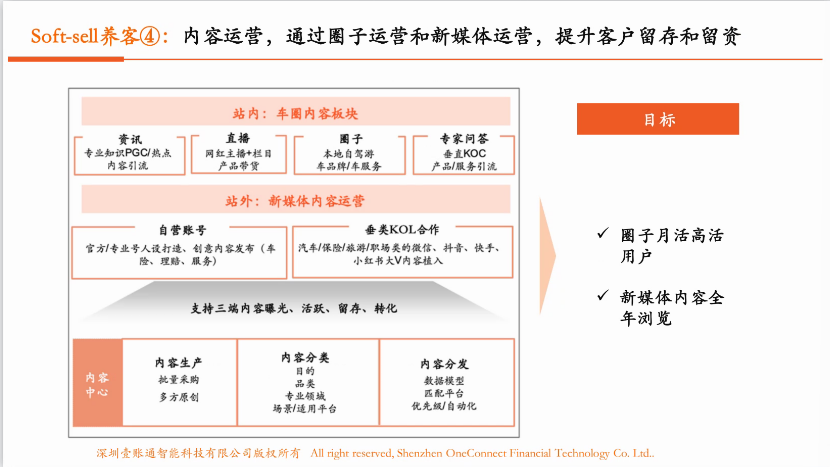 Soft-sell养客④：内容运营，通过圈子运营和新媒体运营，提升客户留存和留资
站内：车圈内容板块
资讯
专业知识PGC/热点
内容引流
直播
网红主播+栏目
产品带货
圈子
本地自驾游
车品牌/车服务
专家问答
垂直KOC
产品/服务引流
站外：新媒体内容运营
自营账号
官方/专业号人设打造、创意内容发布（车
险、理赔、服务）
垂类KOL合作
汽车/保险/旅游/职场类的微信、抖音、快手、
小红书大V内容植入
支持三端内容曝光、活跃、留存、转化
内容
中心
内容生产
批量采购
多方原创
内容分类
目的
品类
专业领域
场景/适用平台
内容分发
数据模型
匹配平台
优先级/自动化
目标
✓ 圈子月活高活
用户
✓ 新媒体内容全
年浏览
深圳壹账通智能科技有限公司版权所有 All right reserved, Shenzhen OneConnect Financial Technology Co. Ltd..